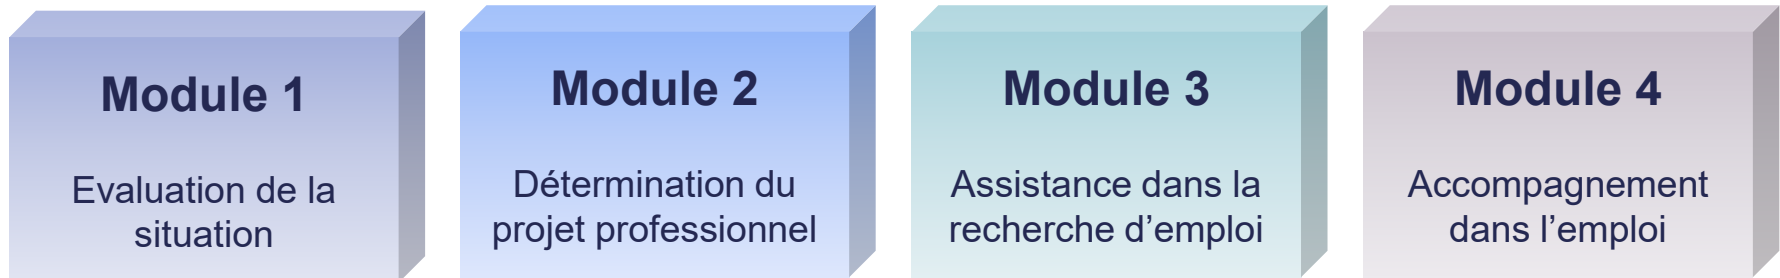 Module 1
Evaluation de la
situation
Module 2
Détermination du
projet professionnel
Module 3
Assistance dans la
recherche d’emploi
Module 4
Accompagnement
dans l’emploi